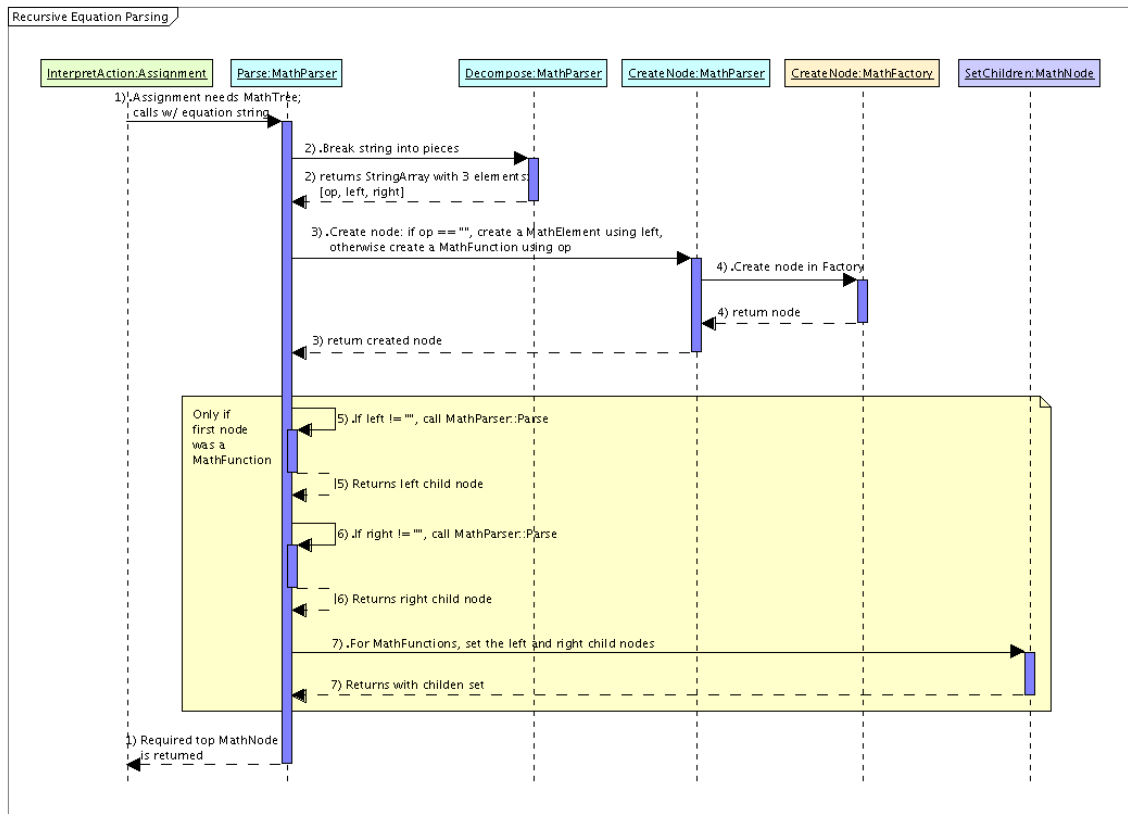 Recursive Equation Parsing
InterpretAction:Assignment
Parse:MathParser
Decompose:MathParser
CreateNode:MathParser
CreateNode:MathFactory
SetChildren:MathNode
1).Assignment needs MathTree;
calls w/ equation string
2).Break string into pieces
2) returns StringArray with 3 elements:
[op, left, right]
3).Create node: if op == "", create a MathElement using left,
otherwise create a MathFunction using op
4).Create node in Factory
4) return node
3) return created node
Only if
first node
was a
MathFunction
5).If left != "", call MathParser::Parse
5) Returns left child node
6).If right != "", call MathParser::Parse
6) Returns right child node
7).For MathFunctions, set the left and right child nodes
7) Returns with childen set
1) Required top MathNode
is returned